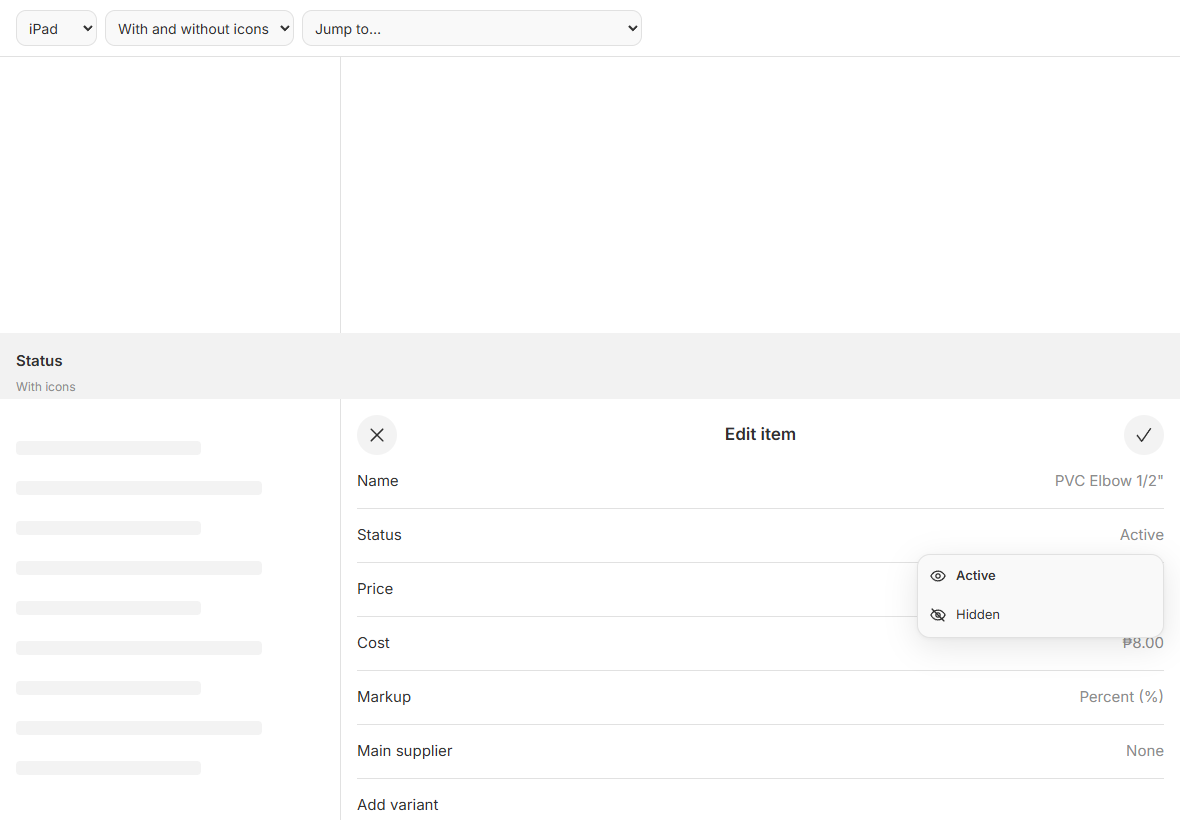 iPad
With and without icons
Jump to...
Status
With icons
Edit item
Name
PVC Elbow 1/2"
Status
Active
Active
Price
Hidden
Cost
₱8.00
Markup
Percent (%)
Main supplier
None
Add variant